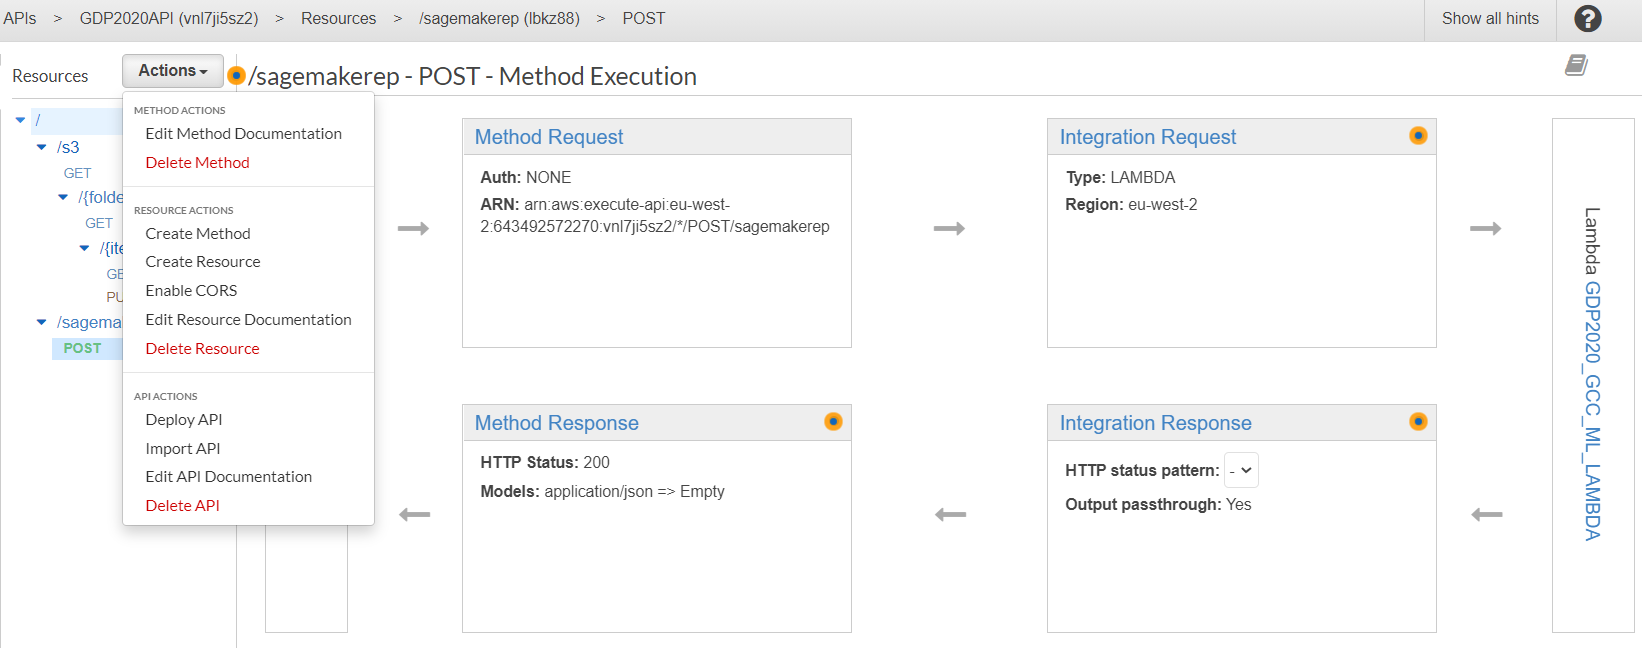 APIs > GDP2020API (vnl7ji5sz2) > Resources > /sagemakerep (lbkz88) > POST
Show all hints ?
Resources
Actions
/sagemakerep - POST - Method Execution
METHOD ACTIONS
Edit Method Documentation
Delete Method
RESOURCE ACTIONS
Create Method
Create Resource
Enable CORS
Edit Resource Documentation
Delete Resource
API ACTIONS
Deploy API
Import API
Edit API Documentation
Delete API
/
/s3
GET
/{folde
GET
/{ite
GE
PU
/sagema
POST
Method Request
Auth: NONE
ARN: arn:aws:execute-api:eu-west-
2:643492572270:vnl7ji5sz2/*/POST/sagemakerep
Integration Request
Type: LAMBDA
Region: eu-west-2
Lambda GDP2020_GCC_ML_LAMBDA
Method Response
HTTP Status: 200
Models: application/json => Empty
Integration Response
HTTP status pattern: -
Output passthrough: Yes